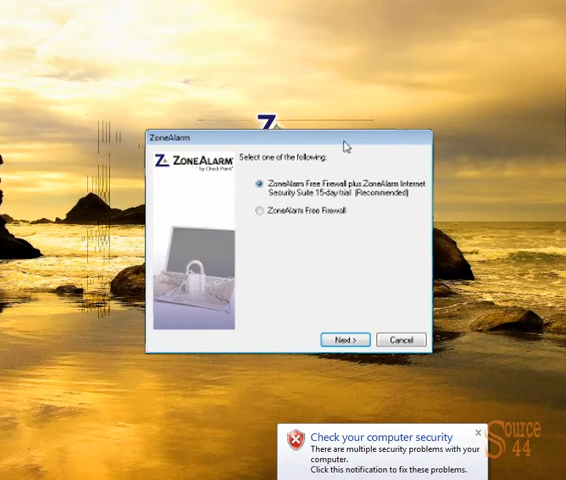 Z
ZoneAlarm
Z ZONEALARM
by Check Point
Select one of the following:
ZoneAlarm Free Firewall plus ZoneAlarm Internet
Security Suite 15-day trial (Recommended)
ZoneAlarm Free Firewall
Next >
Cancel
Check your computer security
There are multiple security problems with your
computer.
Click this notification to fix these problems.
Source
44